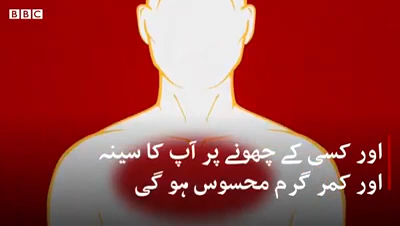 BBC
اور کسی کے چھونے پر آپ کا سینہ
اور کمر گرم محسوس ہو گی